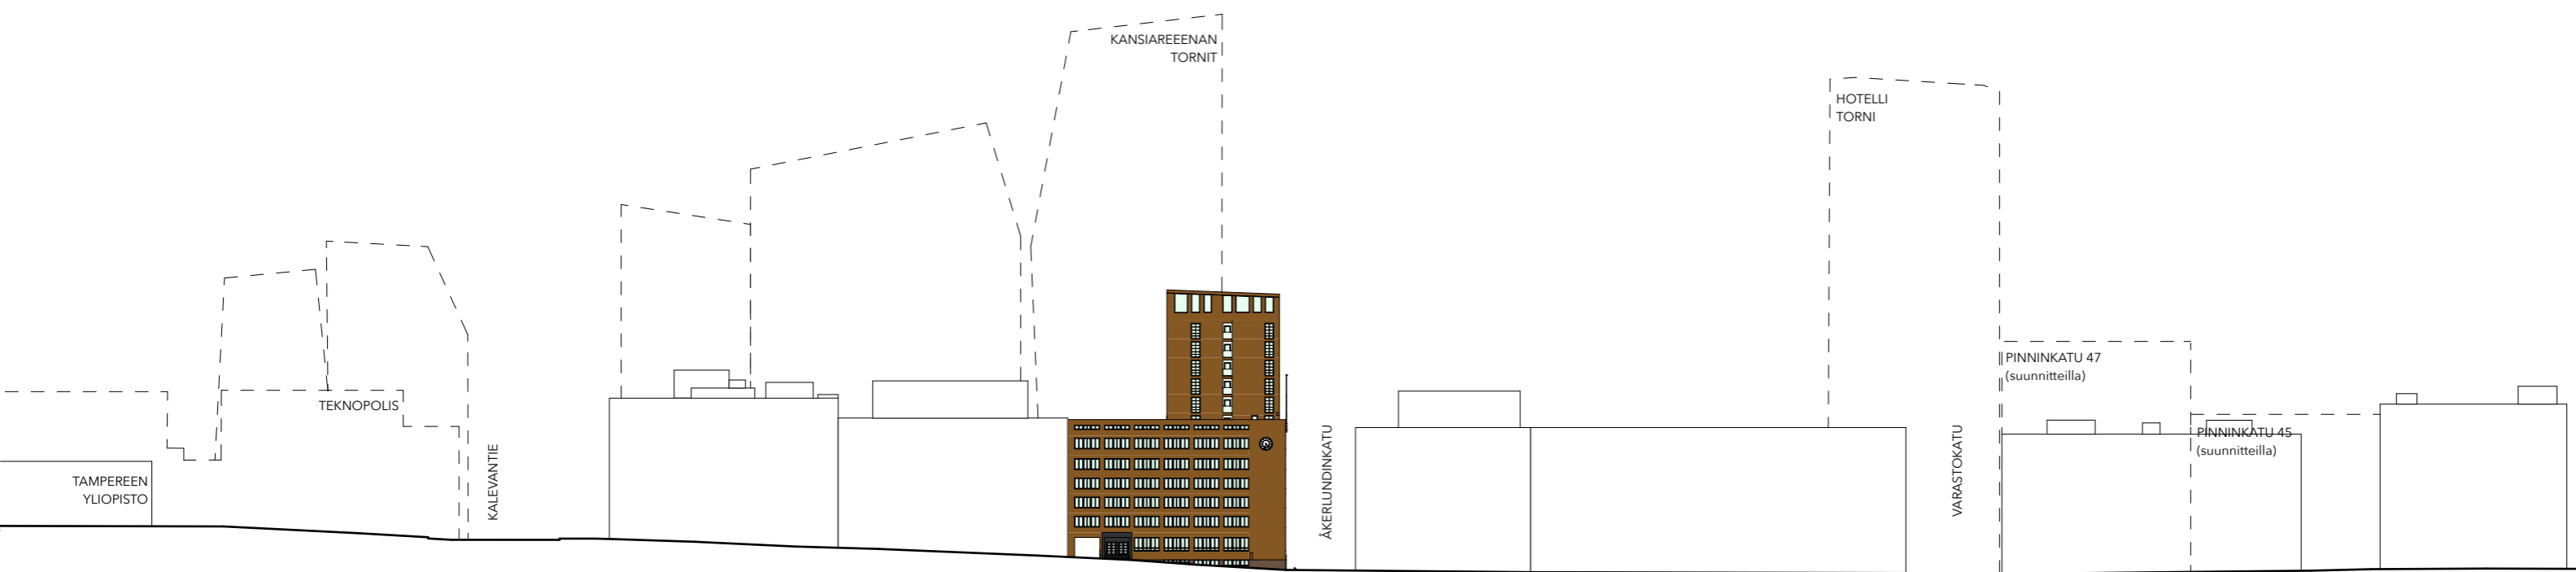 KANSIAREEENAN
TORNIT
HOTELLI
TORNI
PINNINKATU 47
(suunnitteilla)
TEKNOPOLIS
PINNINKATU 45
(suunnitteilla)
TAMPEREEN
YLIOPISTO
KALEVANTIE
ÅKERLUNDINKATU
VARASTOKATU